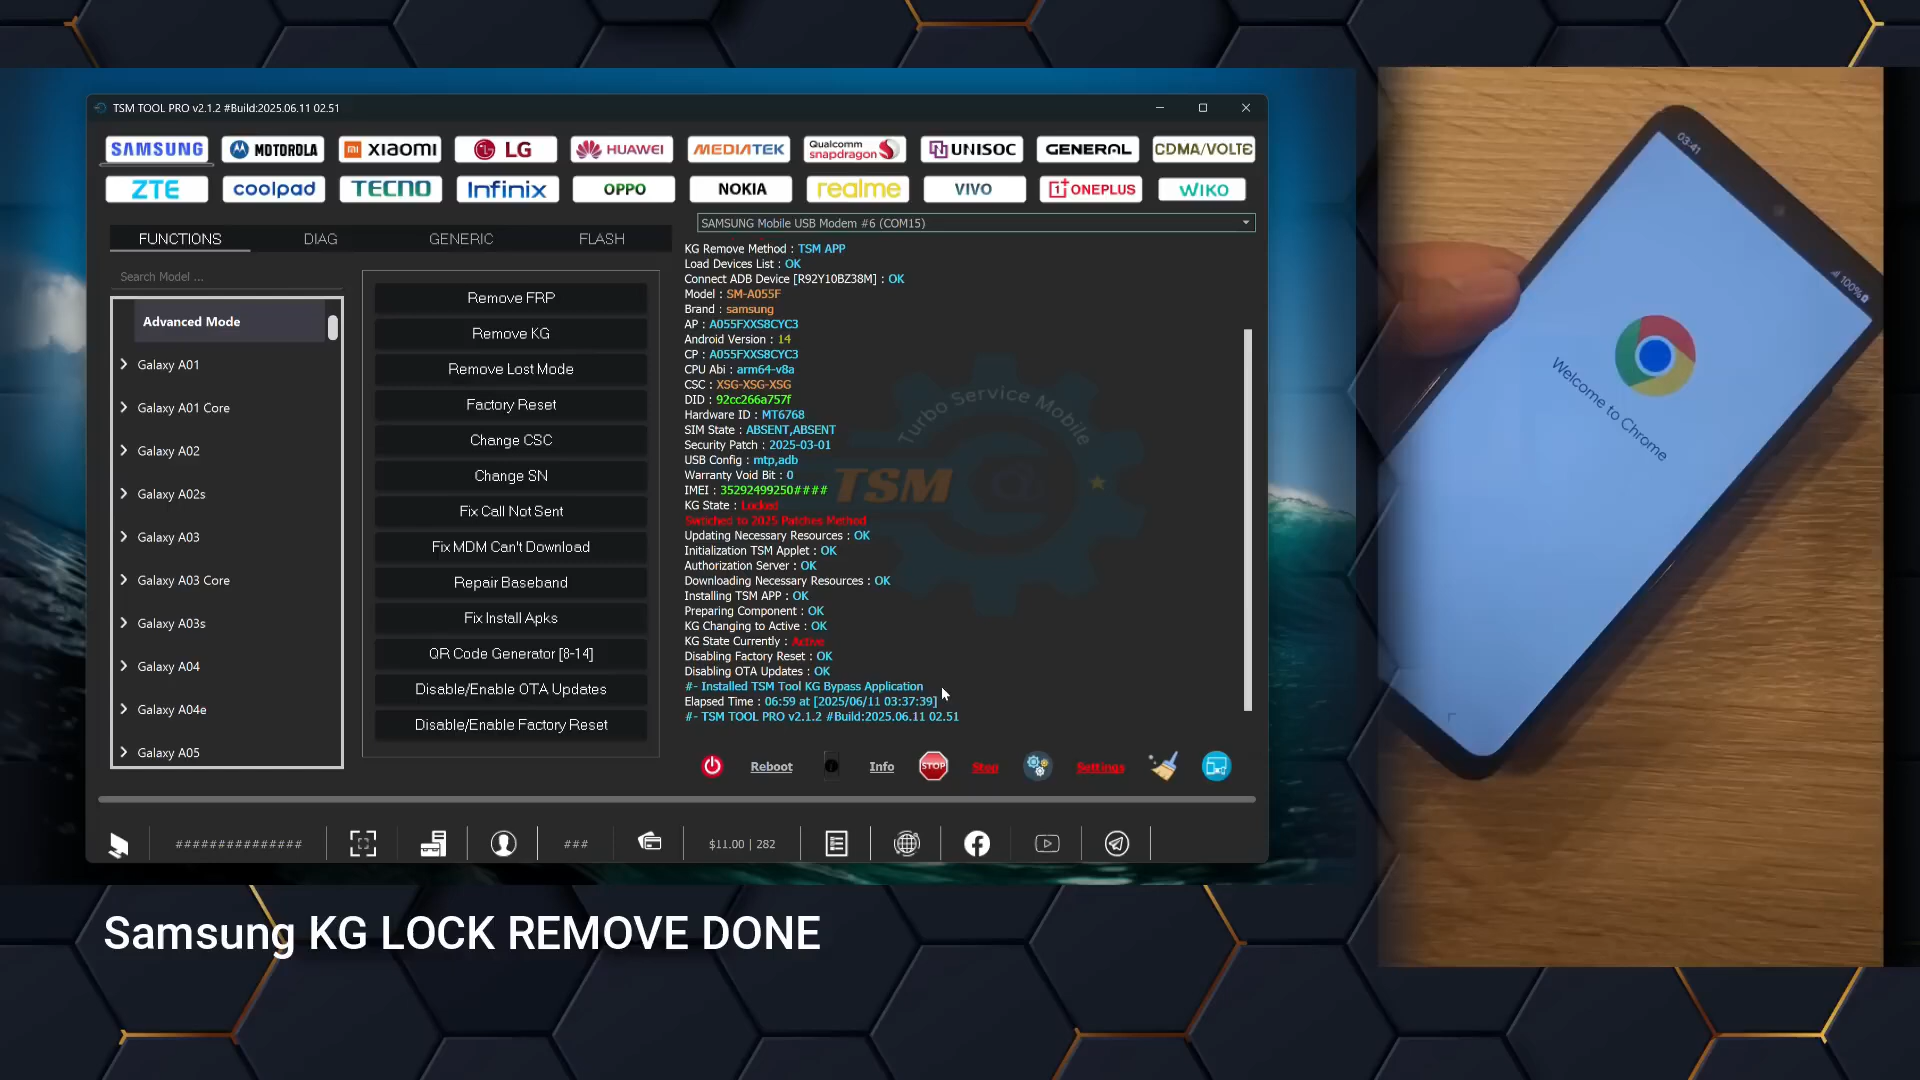 TSM TOOL PRO v2.1.2 #Build:2025.06.11 02.51
SAMSUNG MOTOROLA xiaomi LG HUAWEI MEDIATEK Qualcomm snapdragon UNISOC GENERAL CDMA/VOLTE
ZTE coolpad TECNO Infinix OPPO NOKIA realme VIVO ONEPLUS WIKO
SAMSUNG Mobile USB Modem #6 (COM15)
FUNCTIONS DIAG GENERIC FLASH
Search Model ...
Advanced Mode
Galaxy A01
Galaxy A01 Core
Galaxy A02
Galaxy A02s
Galaxy A03
Galaxy A03 Core
Galaxy A03s
Galaxy A04
Galaxy A04e
Galaxy A05
Remove FRP
Remove KG
Remove Lost Mode
Factory Reset
Change CSC
Change SN
Fix Call Not Sent
Fix MDM Can't Download
Repair Baseband
Fix Install Apks
QR Code Generator [8-14]
Disable/Enable OTA Updates
Disable/Enable Factory Reset
KG Remove Method : TSM APP
Load Devices List : OK
Connect ADB Device [R92Y10BZ38M] : OK
Model : SM-A055F
Brand : samsung
AP : A055FXXS8CYC3
Android Version : 14
CP : A055FXXS8CYC3
CPU Abi : arm64-v8a
CSC : XSG-XSG-XSG
DID : 92cc266a757f
Hardware ID : MT6768
SIM State : ABSENT,ABSENT
Security Patch : 2025-03-01
USB Config : mtp,adb
Warranty Void Bit : 0
IMEI : 35292499250####
KG State : Locked
Switched to 2025 Patches Method
Updating Necessary Resources : OK
Initialization TSM Applet : OK
Authorization Server : OK
Downloading Necessary Resources : OK
Installing TSM APP : OK
Preparing Component : OK
KG Changing to Active : OK
KG State Currently : Active
Disabling Factory Reset : OK
Disabling OTA Updates : OK
#- Installed TSM Tool KG Bypass Application
Elapsed Time : 06:59 at [2025/06/11 03:37:39]
#- TSM TOOL PRO v2.1.2 #Build:2025.06.11 02.51
Turbo Service Mobile
TSM
Reboot Info STOP Stop Settings
############### ### $11.00 | 282
03:41
100%
Welcome to Chrome
Samsung KG LOCK REMOVE DONE